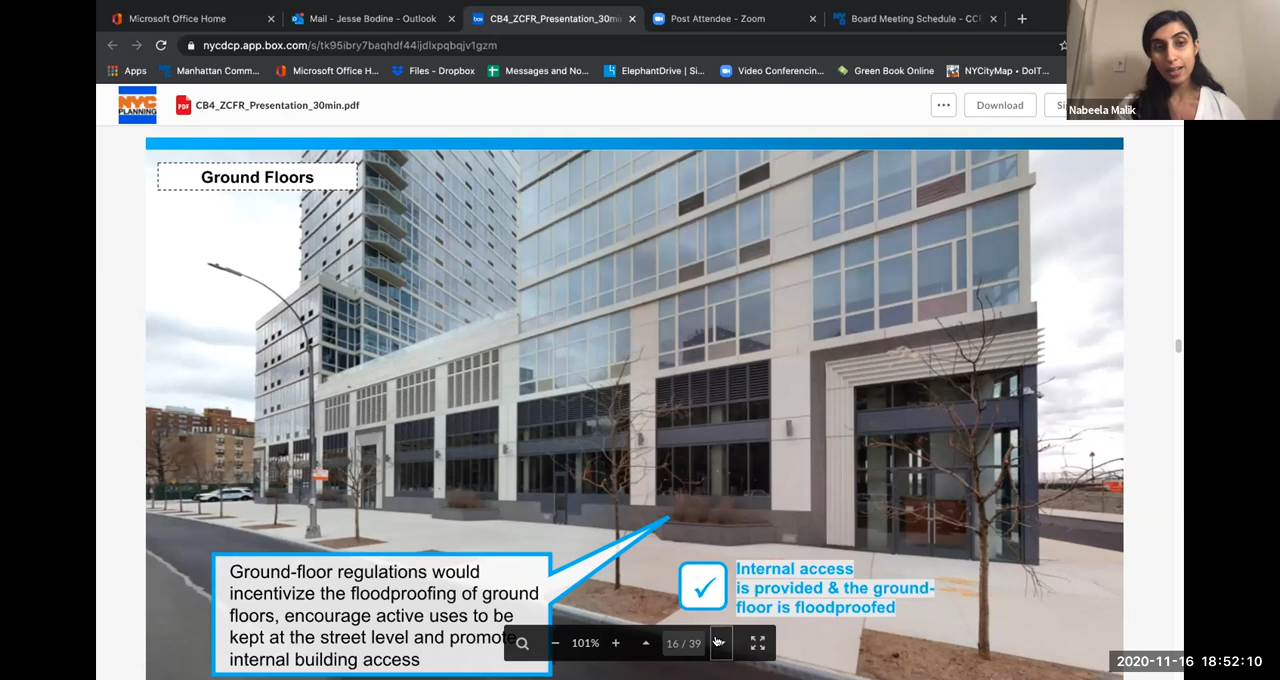 Microsoft Office Home
Mail - Jesse Bodine - Outlook
CB4_ZCFR_Presentation_30mi
Post Attendee - Zoom
Board Meeting Schedule - CCF
nycdcp.app.box.com/s/tk95ibry7baqhdf44ijdlxpqbqjv1gzm
Apps
Manhattan Comm...
Microsoft Office H...
Files - Dropbox
Messages and No...
ElephantDrive | Si...
Video Conferencin...
Green Book Online
NYCityMap • DoIT...
Nabeela Malik
NYC
PLANNING
PDF
CB4_ZCFR_Presentation_30min.pdf
Download
Ground Floors
Ground-floor regulations would
incentivize the floodproofing of ground
floors, encourage active uses to be
kept at the street level and promote
internal building access
Internal access
is provided & the ground-
floor is floodproofed
101%
16 / 39
2020-11-16 18:52:10